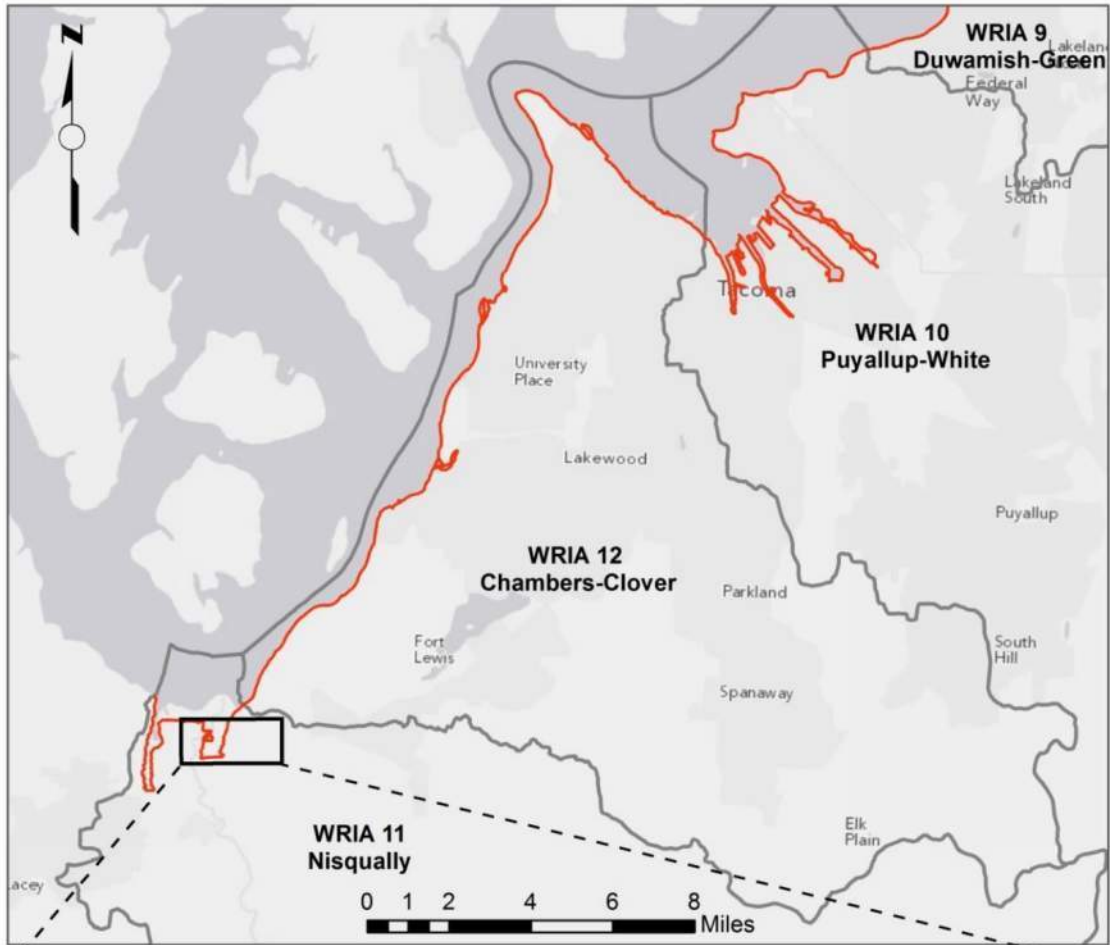 N
WRIA 9
Duwamish-Green
Lakeland
Federal
Way
Lakeland
South
Tacoma
WRIA 10
Puyallup-White
University
Place
Lakewood
Puyallup
WRIA 12
Chambers-Clover
Parkland
Fort
Lewis
South
Hill
Spanaway
WRIA 11
Nisqually
Elk
Plain
Lacey
0 1 2 4 6 8
Miles